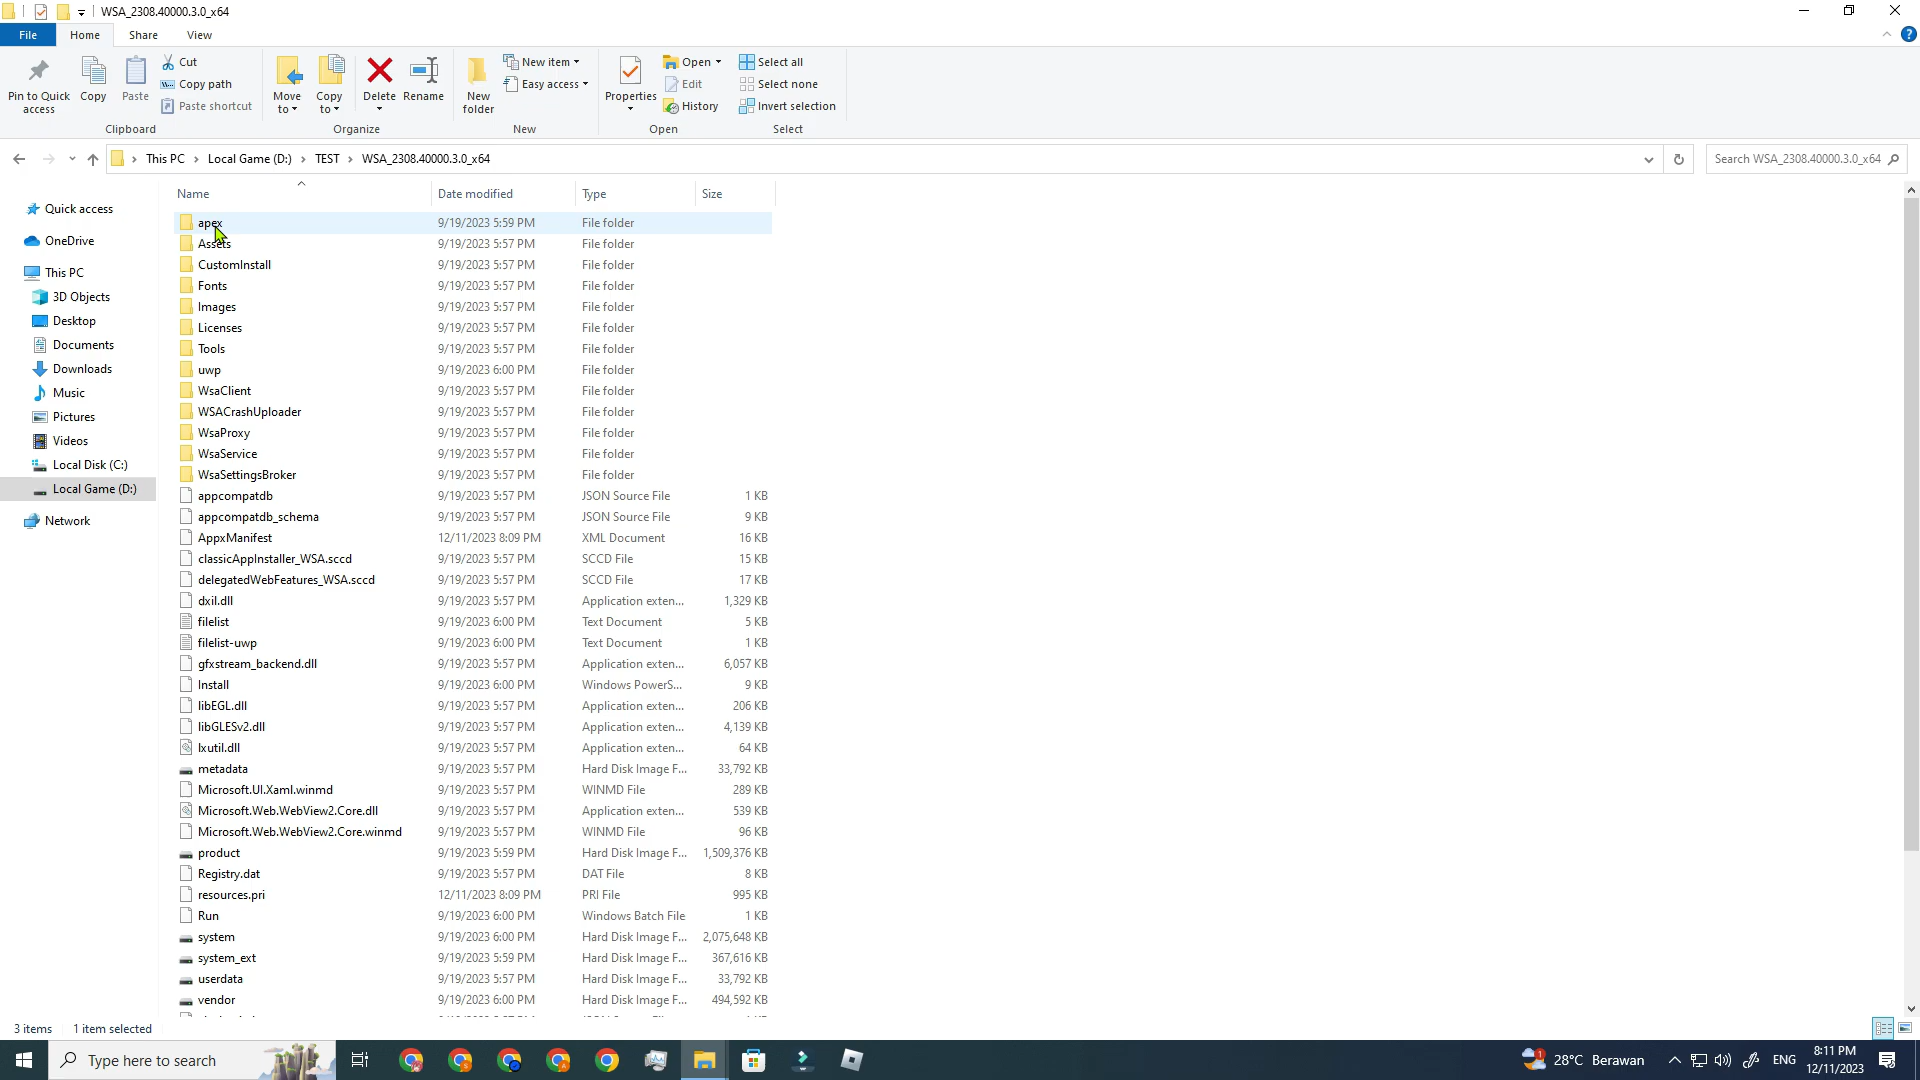 WSA_2308.40000.3.0_x64
File Home Share View
Pin to Quick access
Copy
Paste
Cut
Copy path
Paste shortcut
Clipboard
Move to
Copy to
Delete
Rename
Organize
New folder
New item
Easy access
New
Properties
Open
Edit
History
Open
Select all
Select none
Invert selection
Select
This PC › Local Game (D:) › TEST › WSA_2308.40000.3.0_x64
Search WSA_2308.40000.3.0_x64
Quick access
OneDrive
This PC
3D Objects
Desktop
Documents
Downloads
Music
Pictures
Videos
Local Disk (C:)
Local Game (D:)
Network
Name Date modified Type Size
apex 9/19/2023 5:59 PM File folder
Assets 9/19/2023 5:57 PM File folder
CustomInstall 9/19/2023 5:57 PM File folder
Fonts 9/19/2023 5:57 PM File folder
Images 9/19/2023 5:57 PM File folder
Licenses 9/19/2023 5:57 PM File folder
Tools 9/19/2023 5:57 PM File folder
uwp 9/19/2023 6:00 PM File folder
WsaClient 9/19/2023 5:57 PM File folder
WSACrashUploader 9/19/2023 5:57 PM File folder
WsaProxy 9/19/2023 5:57 PM File folder
WsaService 9/19/2023 5:57 PM File folder
WsaSettingsBroker 9/19/2023 5:57 PM File folder
appcompatdb 9/19/2023 5:57 PM JSON Source File 1 KB
appcompatdb_schema 9/19/2023 5:57 PM JSON Source File 9 KB
AppxManifest 12/11/2023 8:09 PM XML Document 16 KB
classicAppInstaller_WSA.sccd 9/19/2023 5:57 PM SCCD File 15 KB
delegatedWebFeatures_WSA.sccd 9/19/2023 5:57 PM SCCD File 17 KB
dxil.dll 9/19/2023 5:57 PM Application exten... 1,329 KB
filelist 9/19/2023 6:00 PM Text Document 5 KB
filelist-uwp 9/19/2023 6:00 PM Text Document 1 KB
gfxstream_backend.dll 9/19/2023 5:57 PM Application exten... 6,057 KB
Install 9/19/2023 6:00 PM Windows PowerS... 9 KB
libEGL.dll 9/19/2023 5:57 PM Application exten... 206 KB
libGLESv2.dll 9/19/2023 5:57 PM Application exten... 4,139 KB
lxutil.dll 9/19/2023 5:57 PM Application exten... 64 KB
metadata 9/19/2023 5:57 PM Hard Disk Image F... 33,792 KB
Microsoft.UI.Xaml.winmd 9/19/2023 5:57 PM WINMD File 289 KB
Microsoft.Web.WebView2.Core.dll 9/19/2023 5:57 PM Application exten... 539 KB
Microsoft.Web.WebView2.Core.winmd 9/19/2023 5:57 PM WINMD File 96 KB
product 9/19/2023 5:59 PM Hard Disk Image F... 1,509,376 KB
Registry.dat 9/19/2023 5:57 PM DAT File 8 KB
resources.pri 12/11/2023 8:09 PM PRI File 995 KB
Run 9/19/2023 6:00 PM Windows Batch File 1 KB
system 9/19/2023 6:00 PM Hard Disk Image F... 2,075,648 KB
system_ext 9/19/2023 5:59 PM Hard Disk Image F... 367,616 KB
userdata 9/19/2023 5:57 PM Hard Disk Image F... 33,792 KB
vendor 9/19/2023 6:00 PM Hard Disk Image F... 494,592 KB
3 items 1 item selected
Type here to search
28°C Berawan
ENG
8:11 PM
12/11/2023